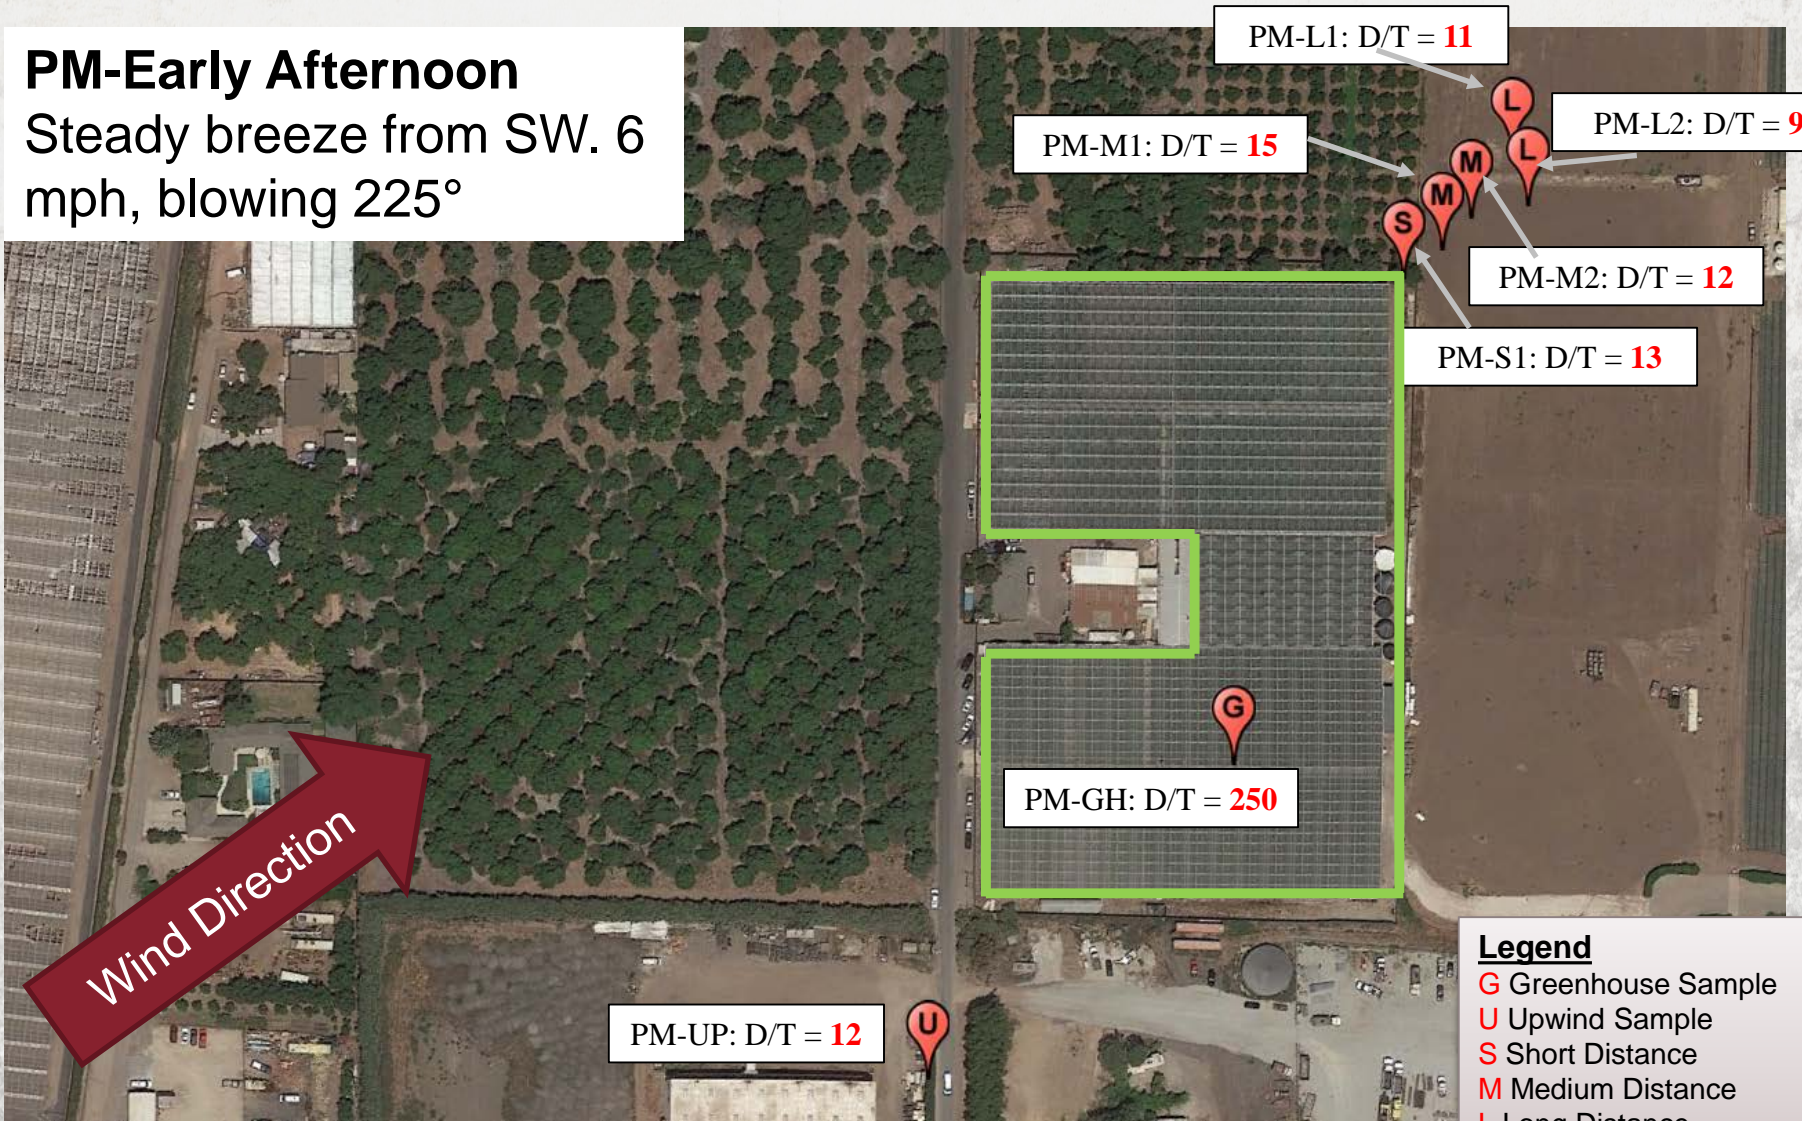 PM-Early Afternoon
Steady breeze from SW. 6
mph, blowing 225°
PM-L1: D/T = 11
L
PM-L2: D/T = 9
L
PM-M1: D/T = 15
M
M
S
PM-M2: D/T = 12
PM-S1: D/T = 13
G
PM-GH: D/T = 250
Wind Direction
PM-UP: D/T = 12
U
Legend
G Greenhouse Sample
U Upwind Sample
S Short Distance
M Medium Distance
L Long Distance